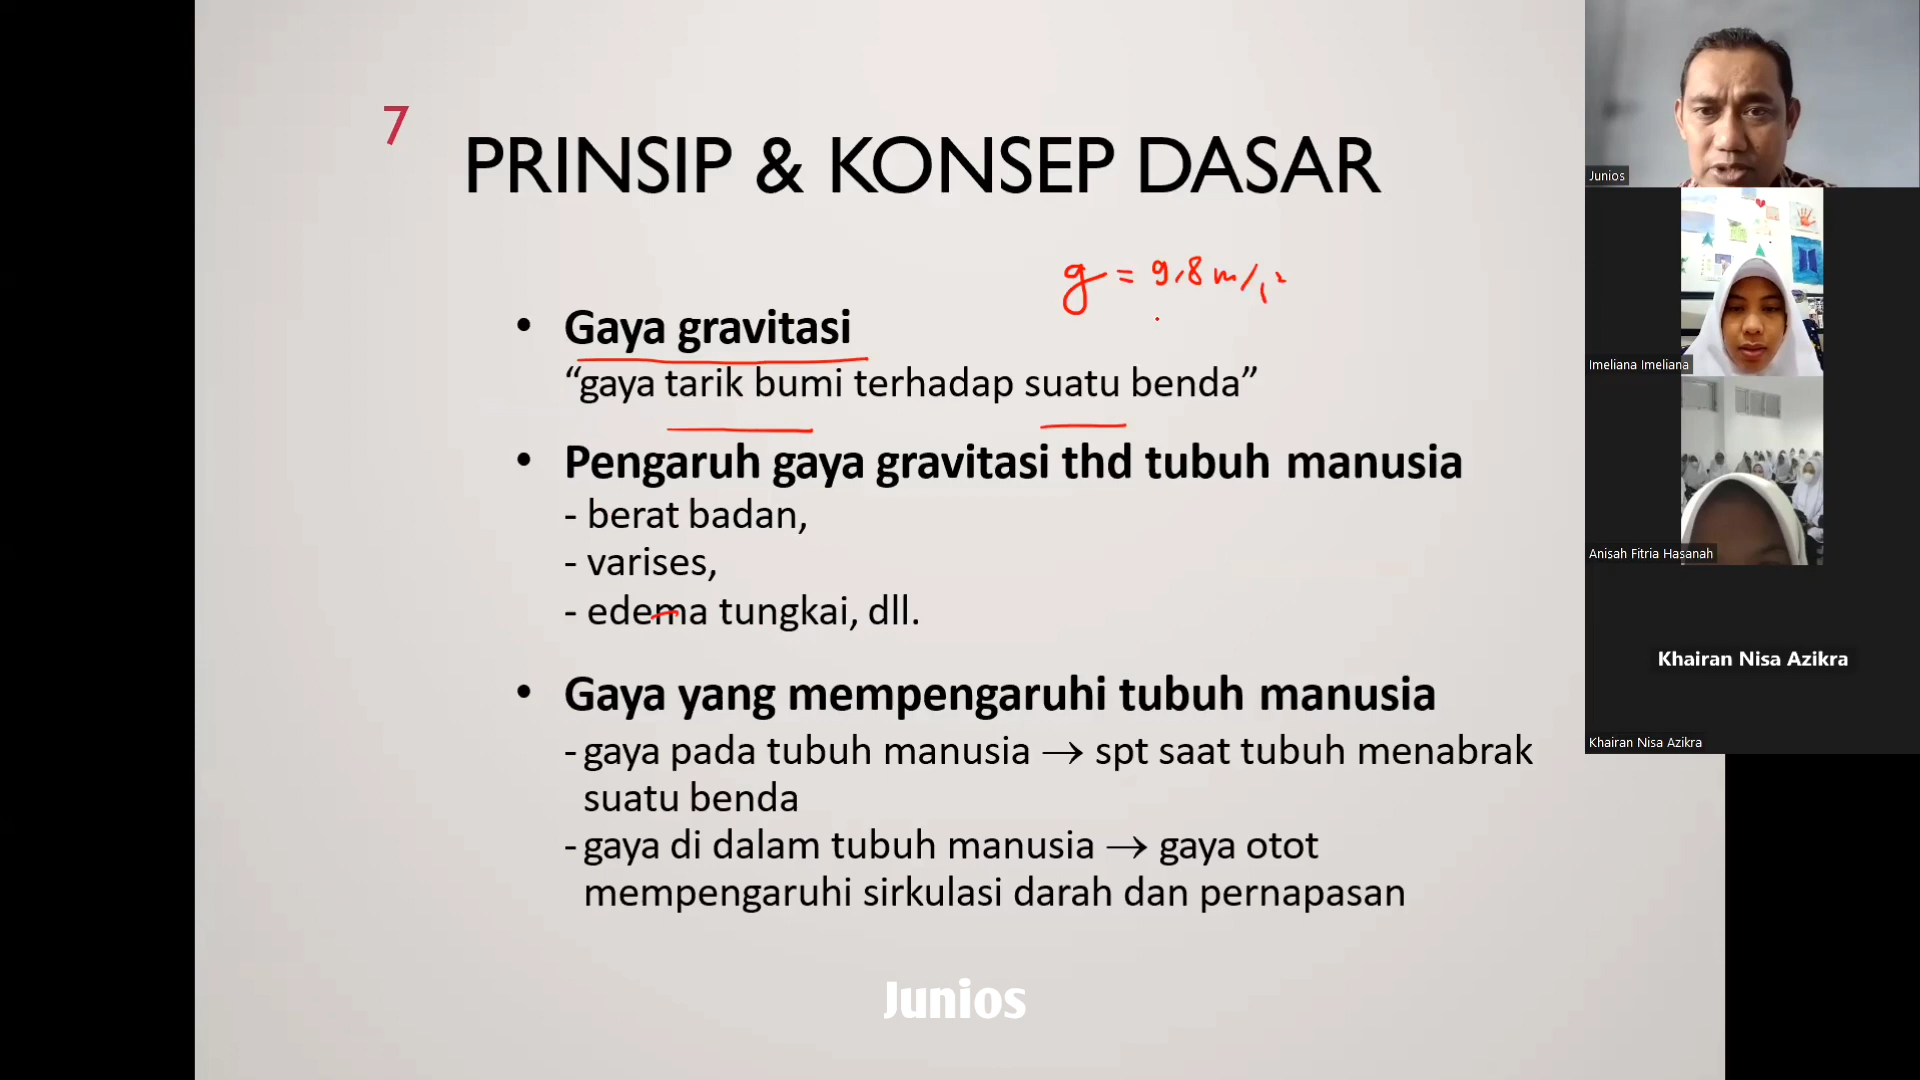 7
PRINSIP & KONSEP DASAR
g = 9,8 m/s²
• Gaya gravitasi
“gaya tarik bumi terhadap suatu benda”
• Pengaruh gaya gravitasi thd tubuh manusia
- berat badan,
- varises,
- edema tungkai, dll.
• Gaya yang mempengaruhi tubuh manusia
- gaya pada tubuh manusia → spt saat tubuh menabrak
suatu benda
- gaya di dalam tubuh manusia → gaya otot
mempengaruhi sirkulasi darah dan pernapasan
Junios
Junios
Imeliana Imeliana
Anisah Fitria Hasanah
Khairan Nisa Azikra
Khairan Nisa Azikra